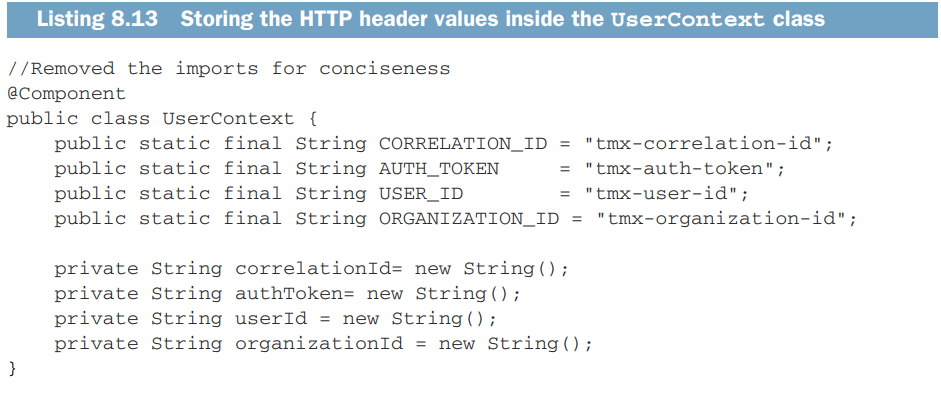 Listing 8.13 Storing the HTTP header values inside the UserContext class
//Removed the imports for conciseness
@Component
public class UserContext {
    public static final String CORRELATION_ID = "tmx-correlation-id";
    public static final String AUTH_TOKEN     = "tmx-auth-token";
    public static final String USER_ID        = "tmx-user-id";
    public static final String ORGANIZATION_ID = "tmx-organization-id";

    private String correlationId= new String();
    private String authToken= new String();
    private String userId = new String();
    private String organizationId = new String();
}